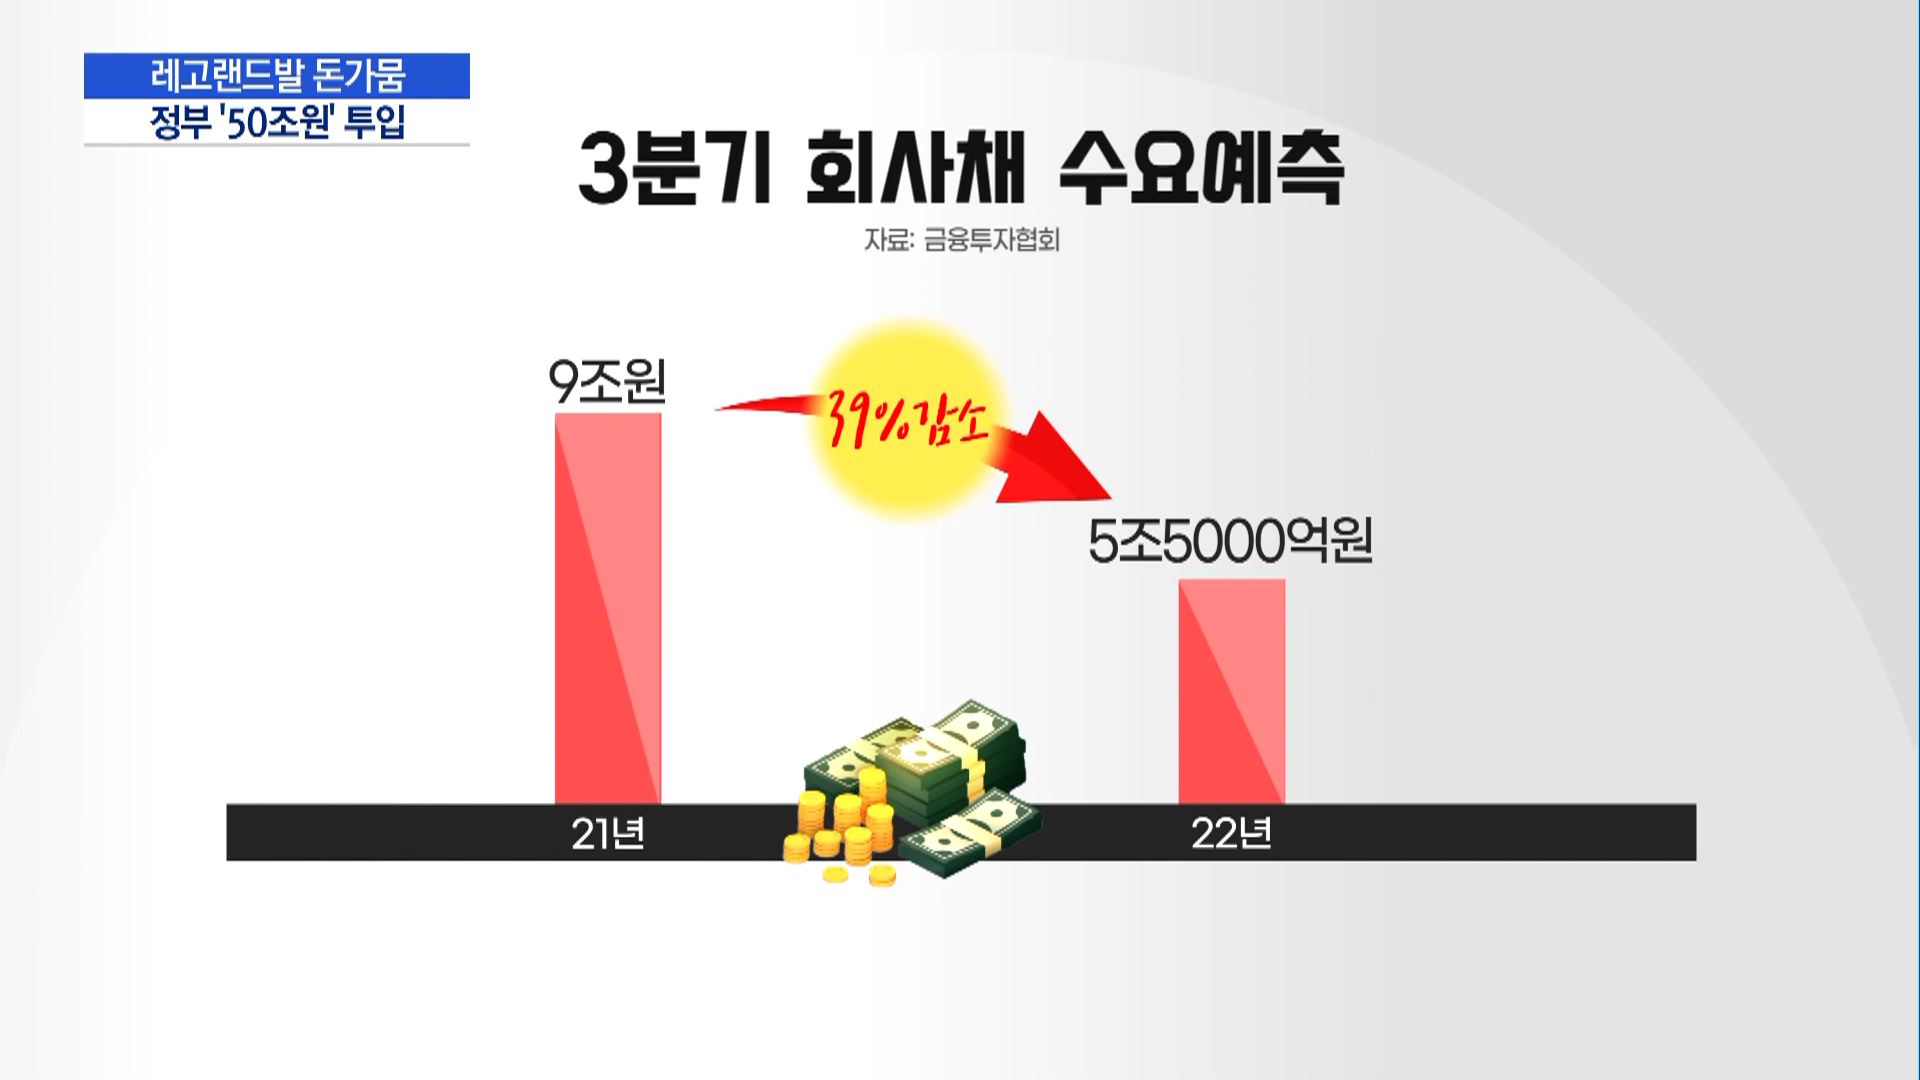 레고랜드발 돈가뭄
정부 '50조원' 투입
3분기 회사채 수요예측
자료: 금융투자협회
9조원
39%감소
5조5000억원
21년
22년